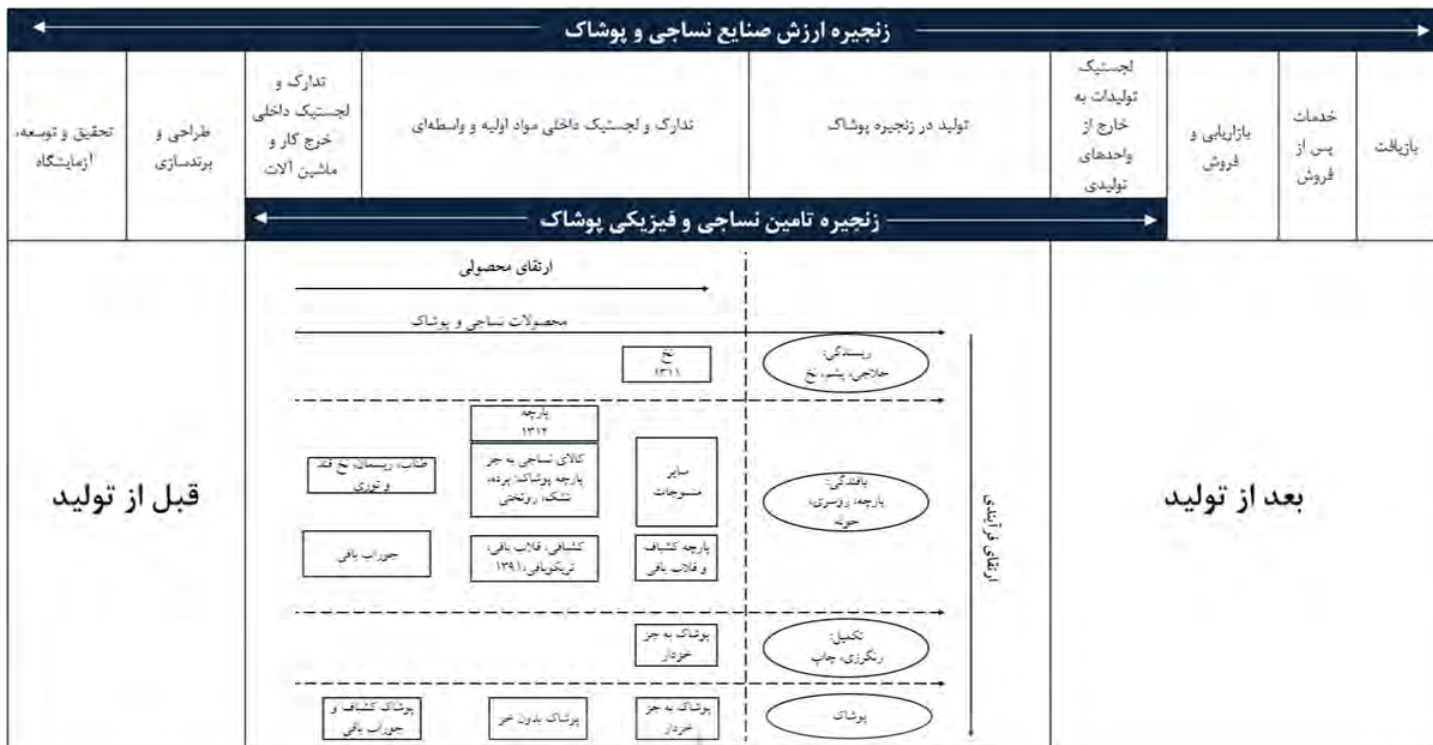 زنجیره ارزش صنایع نساجی و پوشاک
بازیافت
خدمات
پس از
فروش
بازاریابی و
فروش
لجستیک
تولیدات به
خارج از
واحدهای
تولیدی
تولید در زنجیره پوشاک
تدارک و لجستیک داخلی مواد اولیه و واسطه‌ای
تدارک و
لجستیک داخلی
خرج کار و
ماشین آلات
طراحی و
برندسازی
تحقیق و توسعه،
آزمایشگاه
زنجیره تامین نساجی و فیزیکی پوشاک
بعد از تولید
ارتقای فرآیندی
ارتقای محصولی
محصولات نساجی و پوشاک
ریسندگی:
حلاجی، پشم، نخ
نخ
۱۳۱۱
بافندگی:
پارچه، روسری،
حوله
سایر
منسوجات
پارچه کشباف
و قلاب بافی
پارچه
۱۳۱۲
کالای نساجی به جز
پارچه پوشاک: پرده،
تشک، روتختی
کشبافی، قلاب بافی،
تریکوبافی،۱۳۹۱
طناب، ریسمان، نخ قند
و توری
جوراب بافی
تکمیل:
رنگرزی، چاپ
پوشاک به جز
خزدار
پوشاک
پوشاک به جز
خزدار
پوشاک بدون خز
پوشاک کشباف و
جوراب بافی
قبل از تولید